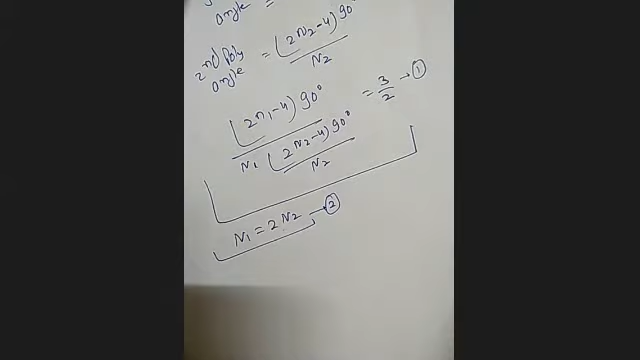 angle =
2nd Poly angle = (2N2-4) 90°
N2
(2n1-4) 90°
N1
(2N2-4) 90°
N2
= 3/2 → ①
N1 = 2N2 → ②